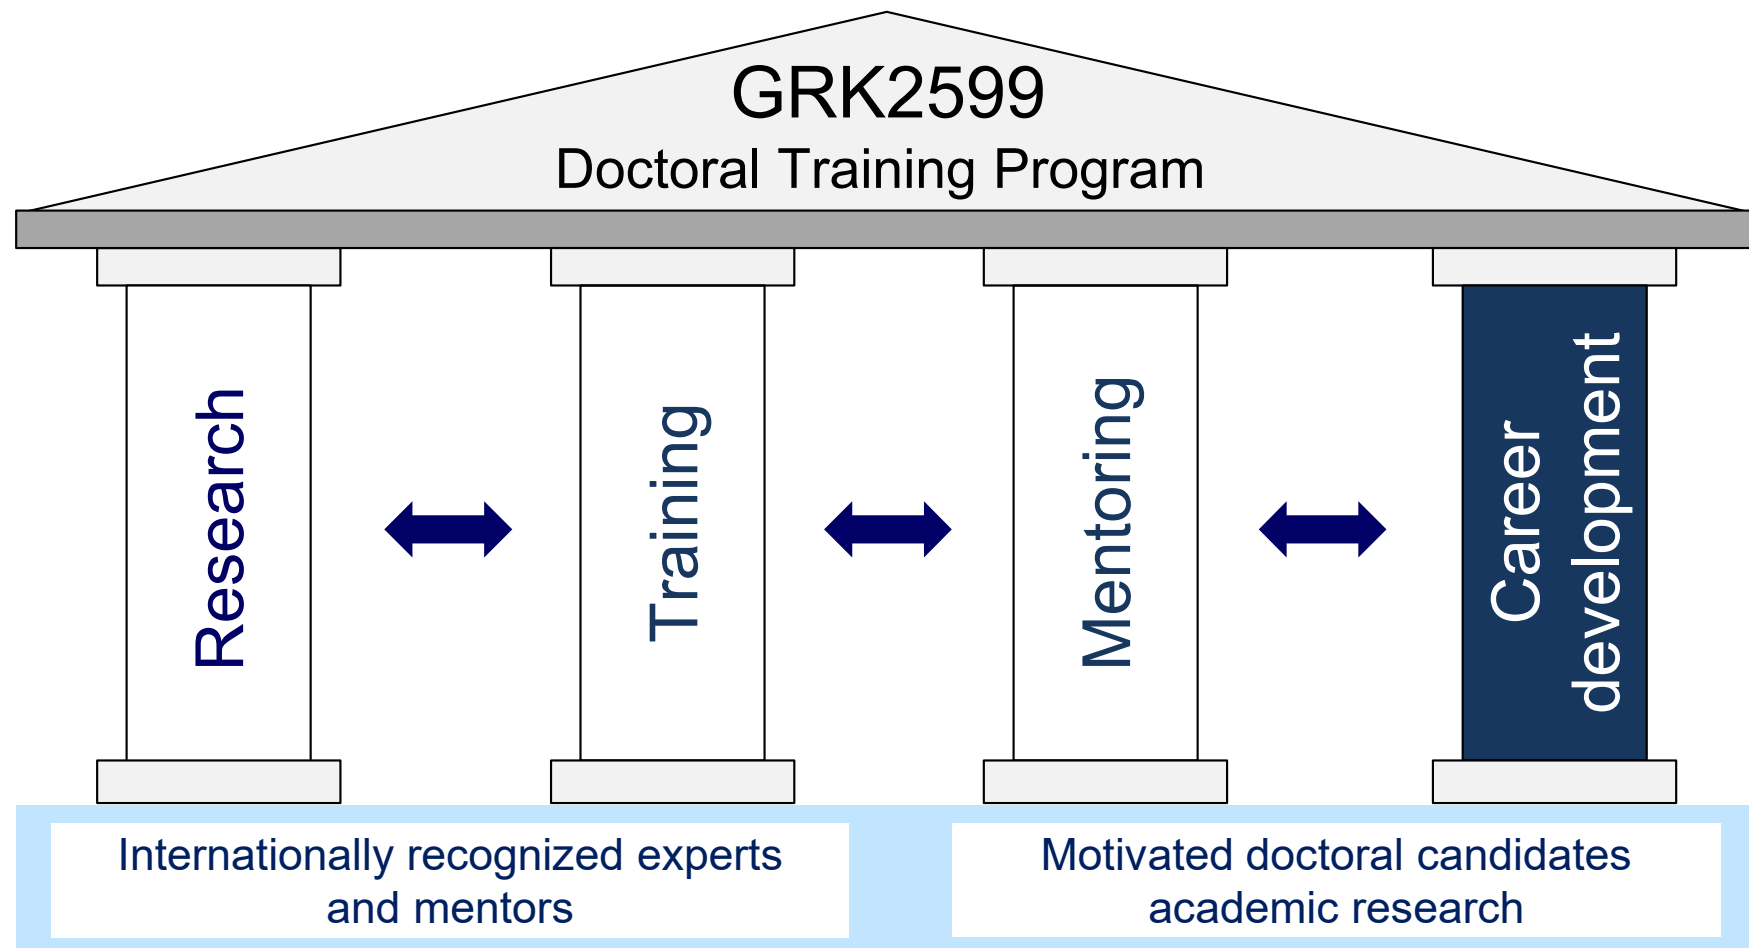 GRK2599
Doctoral Training Program
Research
Training
Mentoring
Career
development
Internationally recognized experts
and mentors
Motivated doctoral candidates
academic research